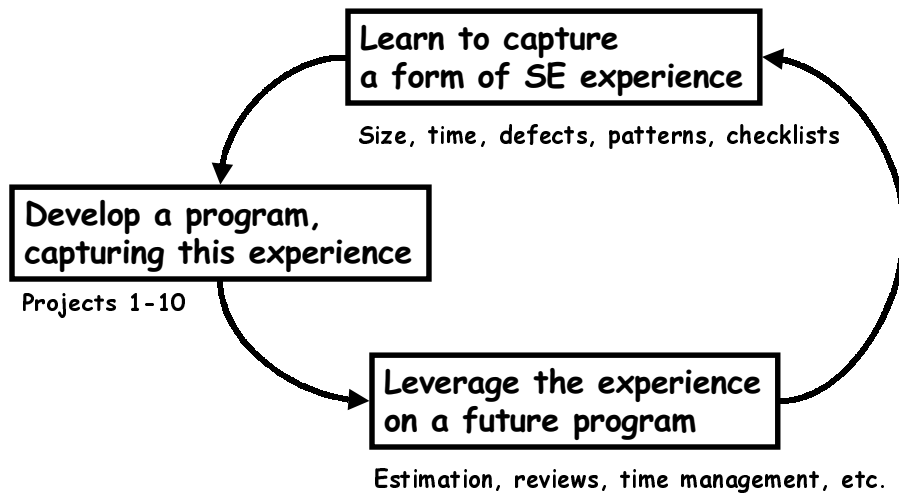 Learn to capture
a form of SE experience
Size, time, defects, patterns, checklists
Develop a program,
capturing this experience
Projects 1-10
Leverage the experience
on a future program
Estimation, reviews, time management, etc.